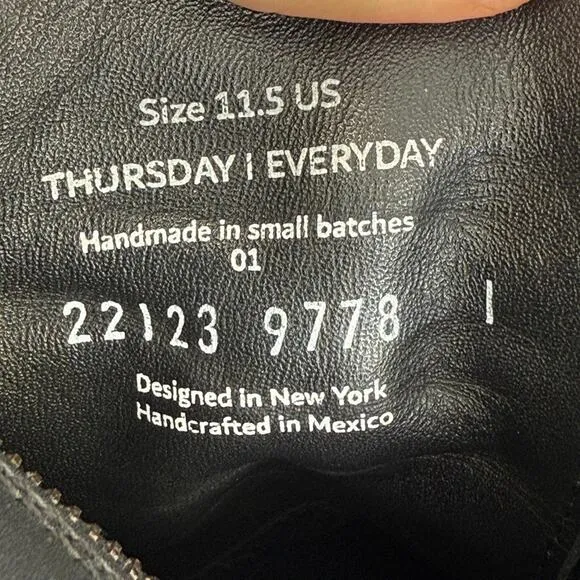 Size 11.5 US
THURSDAY | EVERYDAY
Handmade in small batches
01
22123 9778 |
Designed in New York
Handcrafted in Mexico